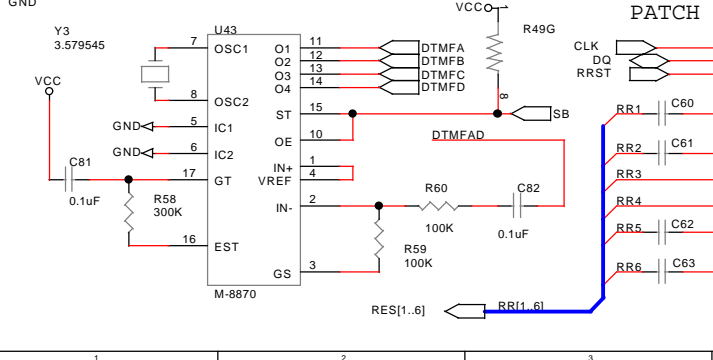 GND
VCC
1
PATCH
Y3
3.579545
U43
R49G
7
OSC1
O1
11
DTMFA
CLK
O2
12
DTMFB
DQ
O3
13
DTMFC
RRST
O4
14
DTMFD
VCC
8
OSC2
8
ST
15
SB
RR1
C60
GND
5
IC1
OE
10
DTMFAD
GND
6
IC2
RR2
C61
IN+
1
C81
17
GT
VREF
4
RR3
R60
C82
0.1uF
R58
300K
IN-
2
RR4
100K
0.1uF
RR5
C62
16
EST
R59
100K
GS
3
RR6
C63
M-8870
RES[1..6]
RR[1..6]
1
2
3